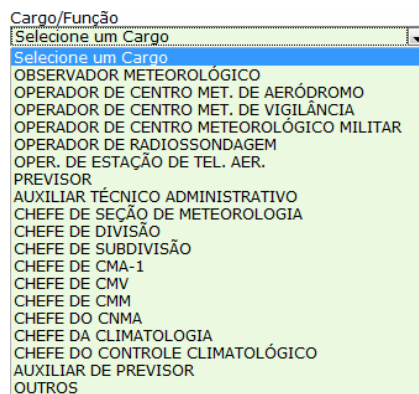 Cargo/Função
Selecione um Cargo
Selecione um Cargo
OBSERVADOR METEOROLÓGICO
OPERADOR DE CENTRO MET. DE AERÓDROMO
OPERADOR DE CENTRO MET. DE VIGILÂNCIA
OPERADOR DE CENTRO METEOROLÓGICO MILITAR
OPERADOR DE RADIOSSONDAGEM
OPER. DE ESTAÇÃO DE TEL. AER.
PREVISOR
AUXILIAR TÉCNICO ADMINISTRATIVO
CHEFE DE SEÇÃO DE METEOROLOGIA
CHEFE DE DIVISÃO
CHEFE DE SUBDIVISÃO
CHEFE DE CMA-1
CHEFE DE CMV
CHEFE DE CMM
CHEFE DO CNMA
CHEFE DA CLIMATOLOGIA
CHEFE DO CONTROLE CLIMATOLÓGICO
AUXILIAR DE PREVISOR
OUTROS